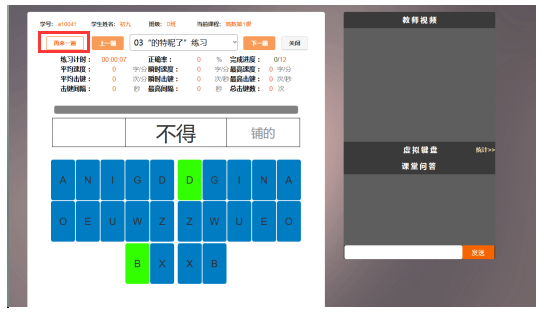 学号: s10041 学生姓名: 初九 班级: D班 当前课程: 亮数第1课
再来一遍 上一篇 03 “的特呢了”练习 下一篇 关闭
练习计时: 00:00:07 正确率: 0 % 完成进度: 0/12
平均速度: 0 字/分 瞬时速度: 0 字/分 最高速度: 0 字/分
平均击键: 0 次/秒 瞬时击键: 0 次/秒 最高击键: 0 次/秒
击键间隔: 0 秒 最高间隔: 0 秒 总击键数: 0 次
不得 铺的
A N I G D D G I N A
O E U W Z Z W U E O
B X X B
教师视频
虚拟键盘 统计>>
课堂问答
发送